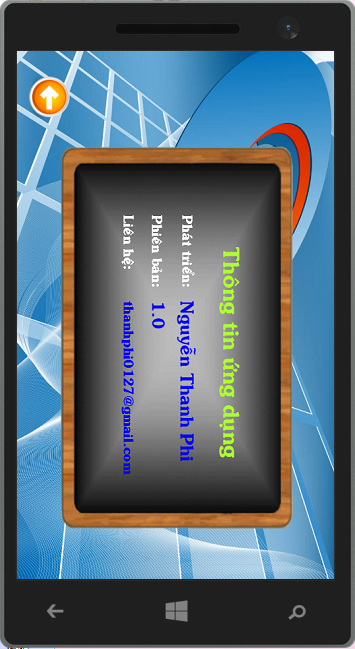 Thông tin ứng dụng
Phát triển: Nguyễn Thanh Phi
Phiên bản: 1.0
Liên hệ: thanhphi0127@gmail.com